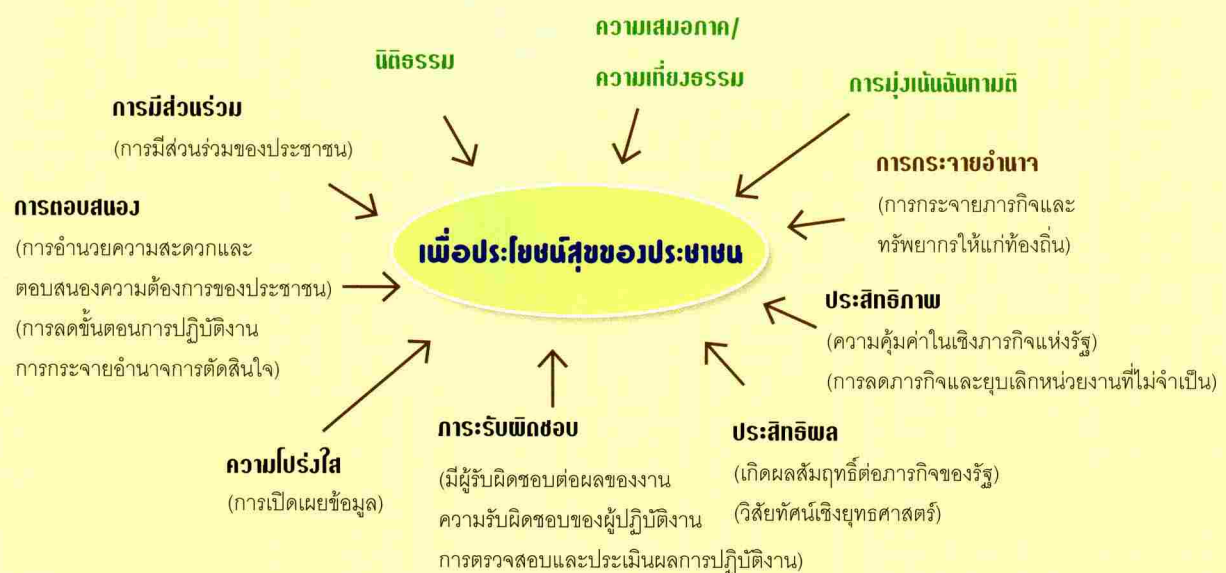 ความเสมอภาค/
ความเที่ยงธรรม
นิติธรรม
การมุ่งเน้นฉันทามติ
การมีส่วนร่วม
(การมีส่วนร่วมของประชาชน)
การกระจายอำนาจ
(การกระจายภารกิจและ
ทรัพยากรให้แก่ท้องถิ่น)
การตอบสนอง
(การอำนวยความสะดวกและ
ตอบสนองความต้องการของประชาชน)
(การลดขั้นตอนการปฏิบัติงาน
การกระจายอำนาจการตัดสินใจ)
เพื่อประโยชน์สุขของประชาชน
ประสิทธิภาพ
(ความคุ้มค่าในเชิงภารกิจแห่งรัฐ)
(การลดภารกิจและยุบเลิกหน่วยงานที่ไม่จำเป็น)
ความโปร่งใส
(การเปิดเผยข้อมูล)
ภาระรับผิดชอบ
(มีผู้รับผิดชอบต่อผลของงาน
ความรับผิดชอบของผู้ปฏิบัติงาน
การตรวจสอบและประเมินผลการปฏิบัติงาน)
ประสิทธิผล
(เกิดผลสัมฤทธิ์ต่อภารกิจของรัฐ)
(วิสัยทัศน์เชิงยุทธศาสตร์)